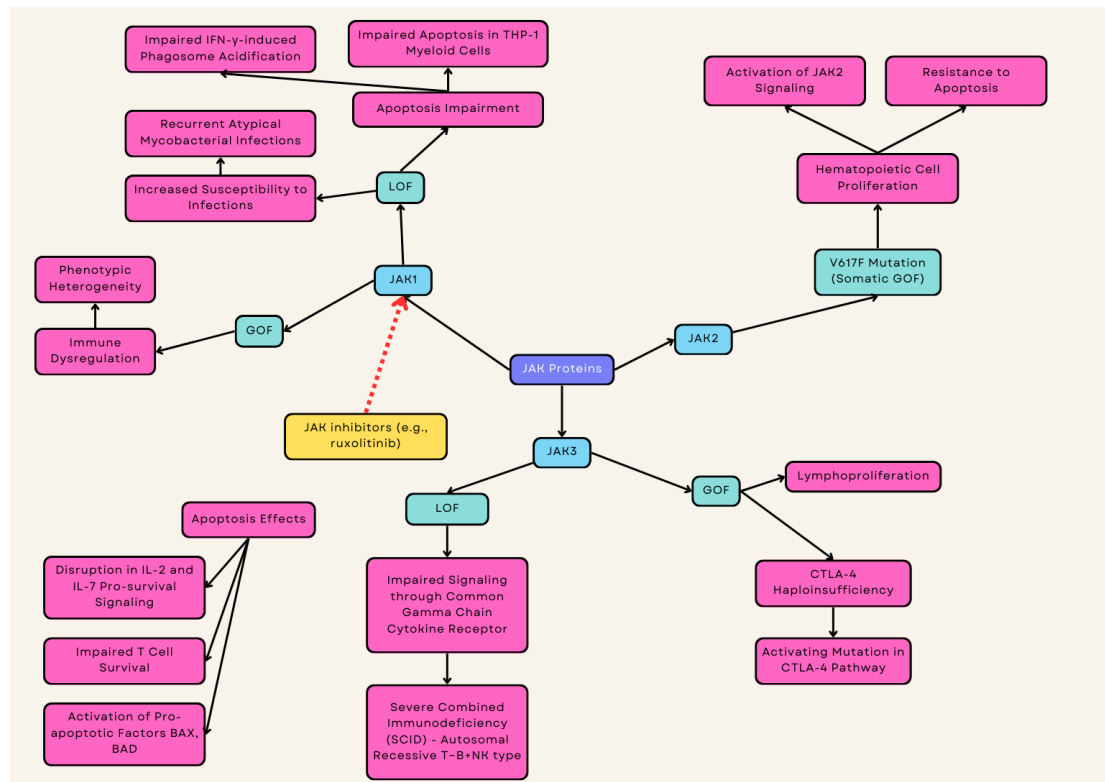 Impaired IFN-γ-induced
Phagosome Acidification
Impaired Apoptosis in THP-1
Myeloid Cells
Apoptosis Impairment
Recurrent Atypical
Mycobacterial Infections
Increased Susceptibility to
Infections
LOF
Activation of JAK2
Signaling
Resistance to
Apoptosis
Hematopoietic Cell
Proliferation
V617F Mutation
(Somatic GOF)
JAK1
Phenotypic
Heterogeneity
GOF
Immune
Dysregulation
JAK2
JAK Proteins
JAK inhibitors (e.g.,
ruxolitinib)
JAK3
LOF
GOF
Lymphoproliferation
Apoptosis Effects
Disruption in IL-2 and
IL-7 Pro-survival
Signaling
Impaired T Cell
Survival
Activation of Pro-
apoptotic Factors BAX,
BAD
Impaired Signaling
through Common
Gamma Chain
Cytokine Receptor
Severe Combined
Immunodeficiency
(SCID) - Autosomal
Recessive T-B+NK type
CTLA-4
Haploinsufficiency
Activating Mutation in
CTLA-4 Pathway